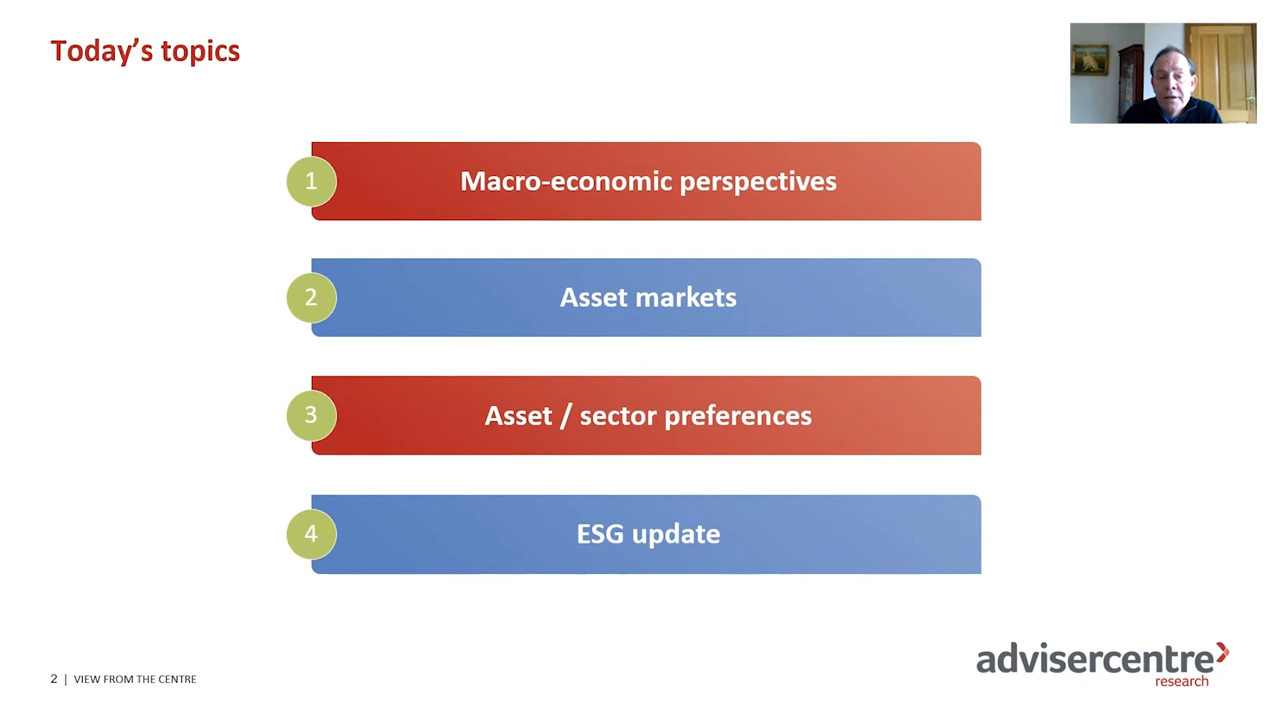 Today’s topics
1
Macro-economic perspectives
2
Asset markets
3
Asset / sector preferences
4
ESG update
2 | VIEW FROM THE CENTRE
advisercentre
research